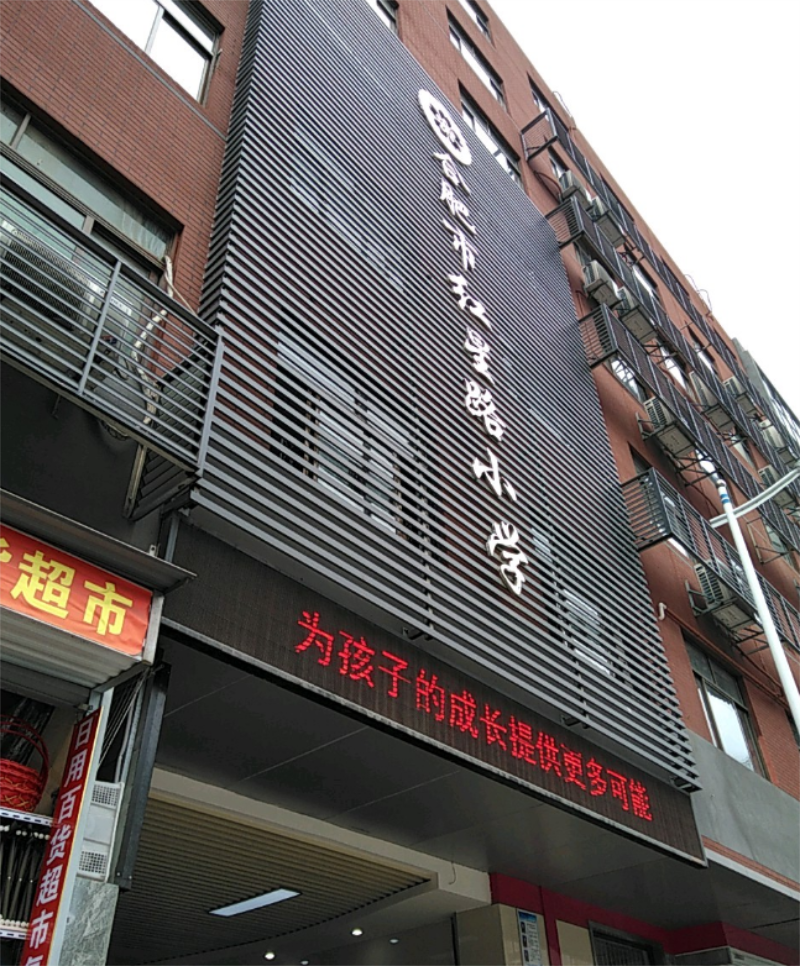 合肥市红星路小学
为孩子的成长提供更多可能
货超市
日用百货超市